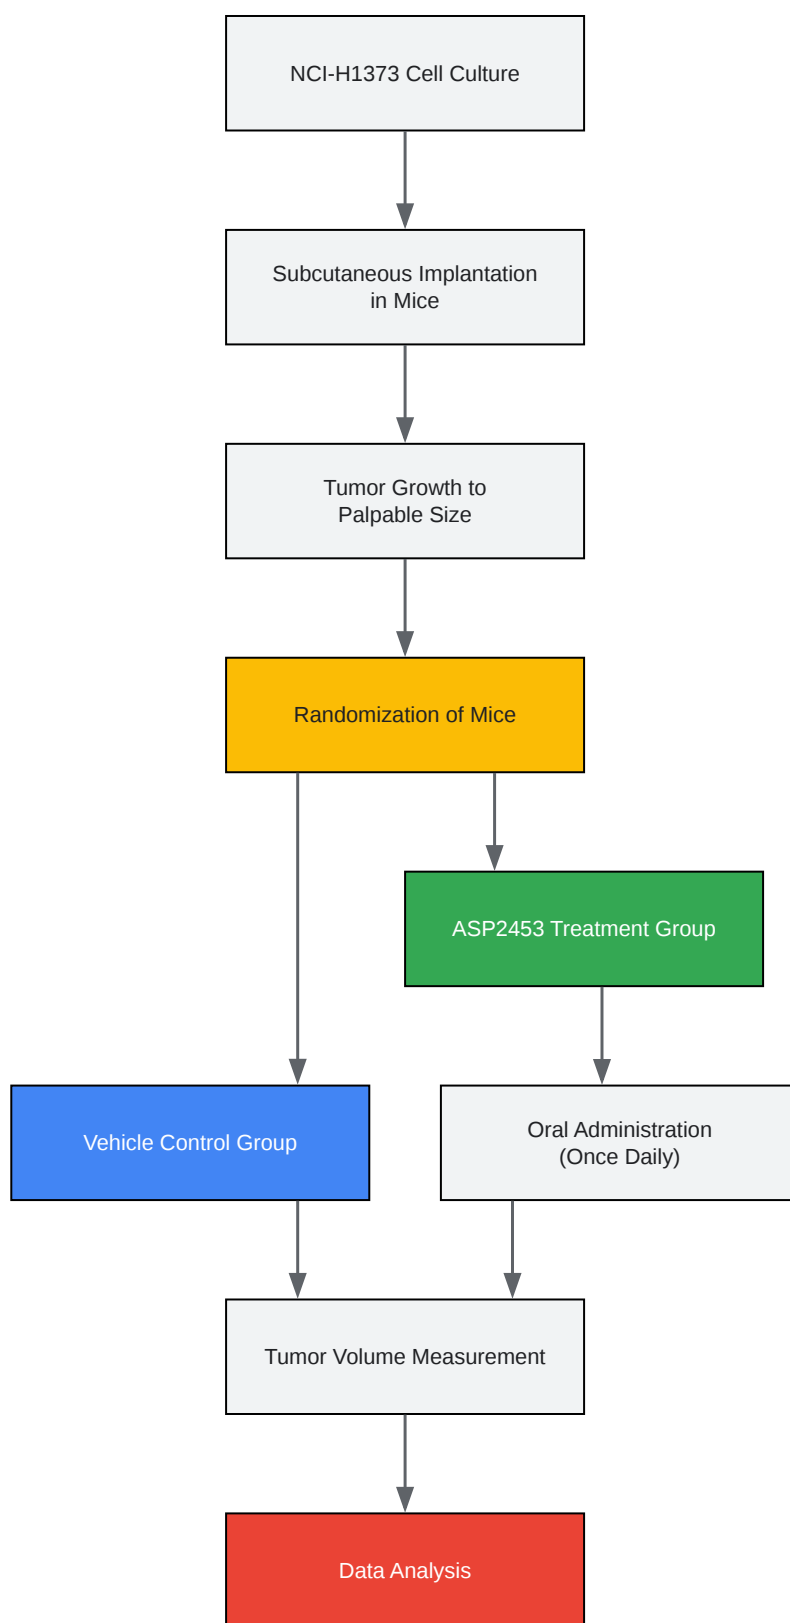 NCI-H1373 Cell Culture
Subcutaneous Implantation
in Mice
Tumor Growth to
Palpable Size
Randomization of Mice
ASP2453 Treatment Group
Vehicle Control Group
Oral Administration
(Once Daily)
Tumor Volume Measurement
Data Analysis